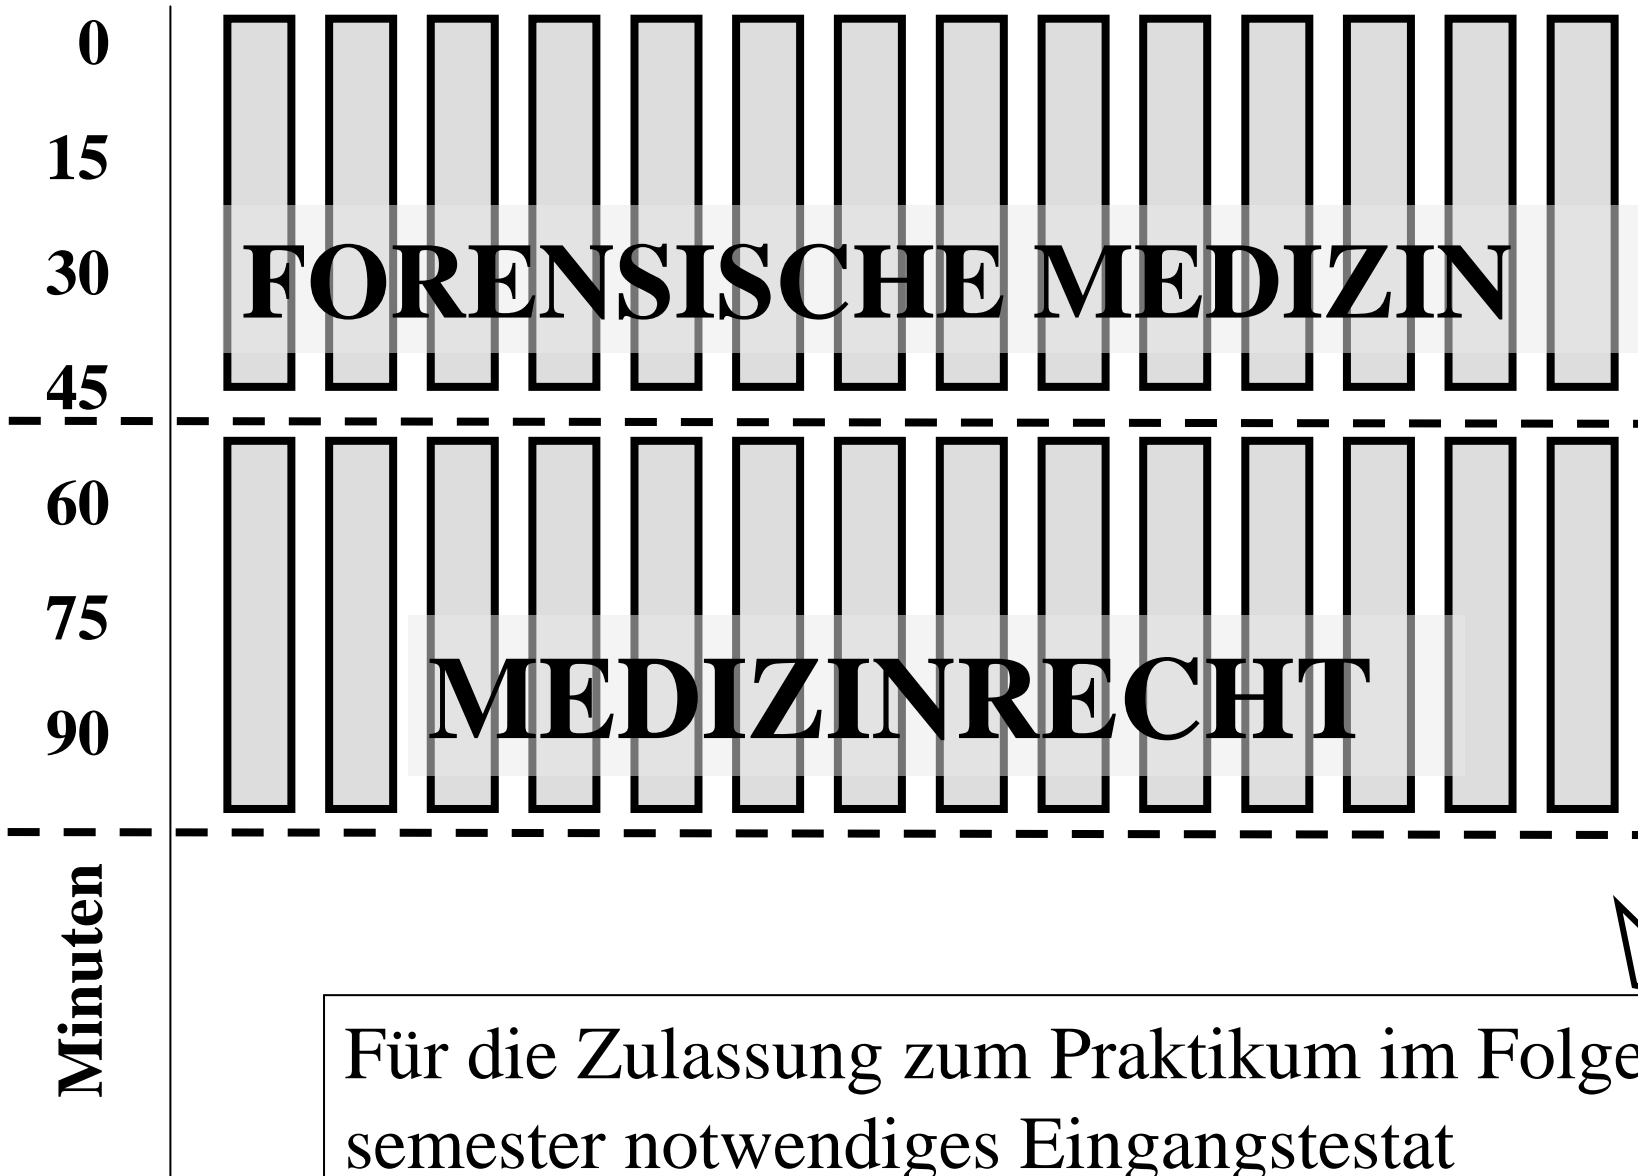 0
15
30
FORENSISCHE MEDIZIN
45
60
75
MEDIZINRECHT
90
Minuten
Für die Zulassung zum Praktikum im Folge
semester notwendiges Eingangstestat